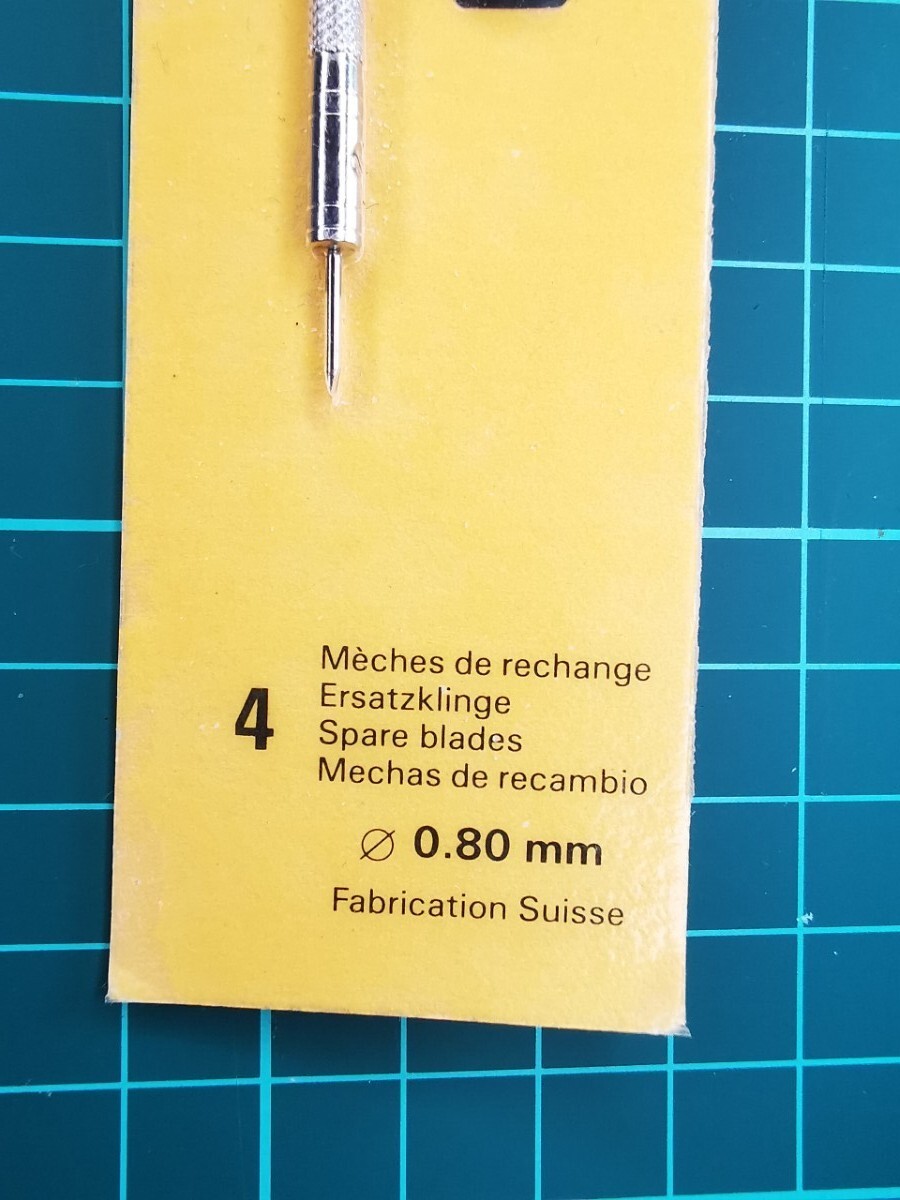 4
Mèches de rechange
Ersatzklinge
Spare blades
Mechas de recambio
∅ 0.80 mm
Fabrication Suisse